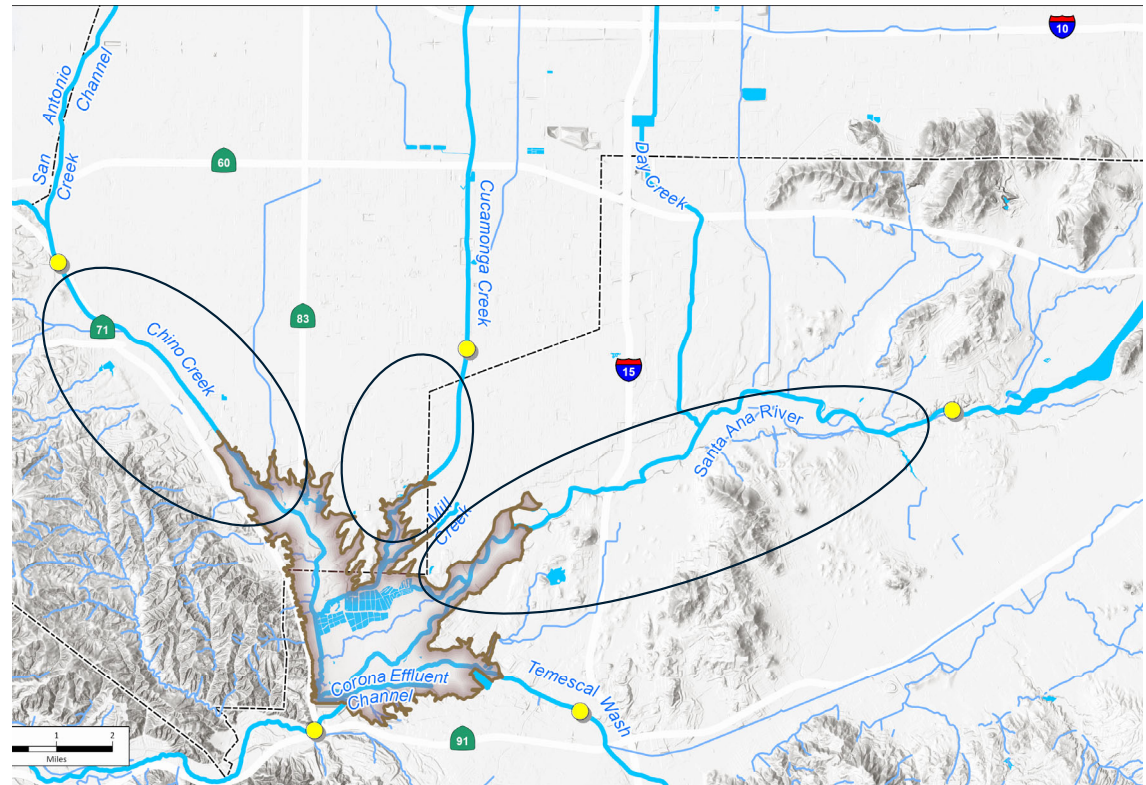 10
San Antonio
Creek Channel
60
Day Creek
Cucamonga Creek
83
71
Chino Creek
15
Santa Ana River
Mill
Creek
Corona Effluent
Channel
Temescal Wash
91
1 2
Miles